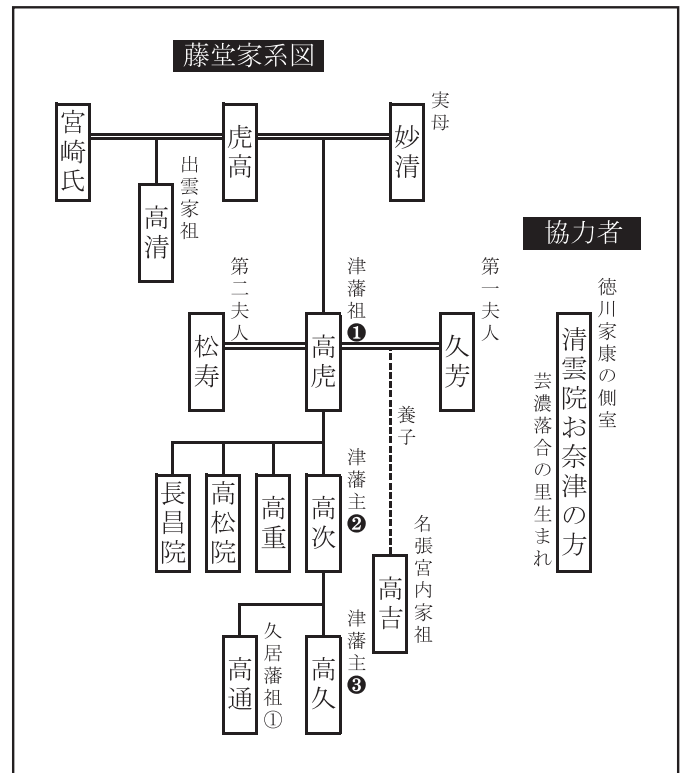 藤堂家系図
実母
妙清
虎高
宮崎氏
出雲家祖
高清
協力者
徳川家康の側室
清雲院お奈津の方
芸濃落合の里生まれ
第一夫人
久芳
津藩祖❶
高虎
第二夫人
松寿
養子
名張宮内家祖
高吉
津藩主❷
高次
高重
高松院
長昌院
津藩主❸
高久
久居藩祖①
高通